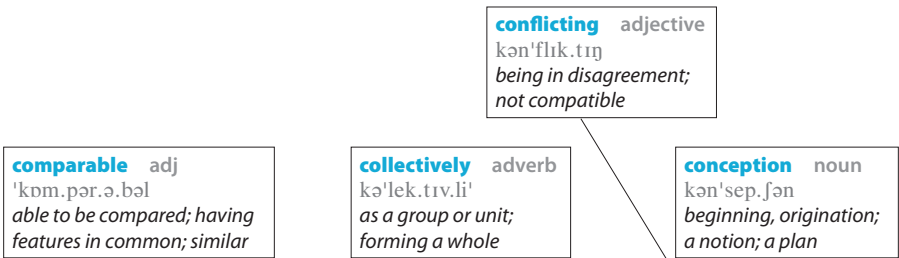 conflicting adjective
kən'flɪk.tɪŋ
being in disagreement;
not compatible
comparable adj
'kɒm.pər.ə.bəl
able to be compared; having
features in common; similar
collectively adverb
kə'lek.tɪv.li'
as a group or unit;
forming a whole
conception noun
kən'sep.ʃən
beginning, origination;
a notion; a plan